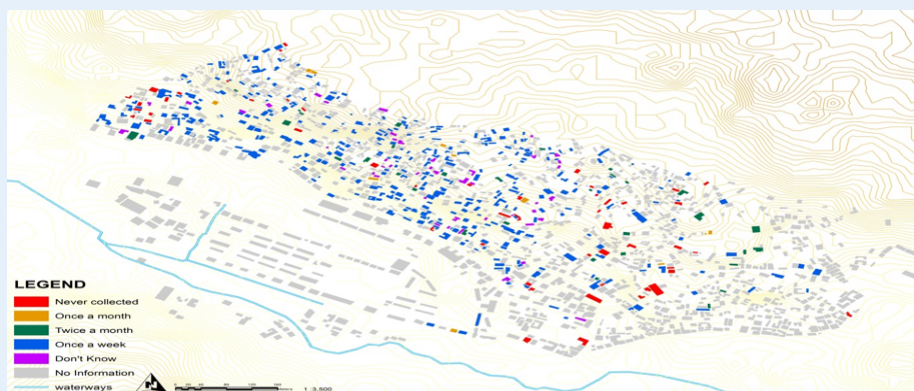 LEGEND
Never collected
Once a month
Twice a month
Once a week
Don't Know
No Information
waterways
N
1 :3,500